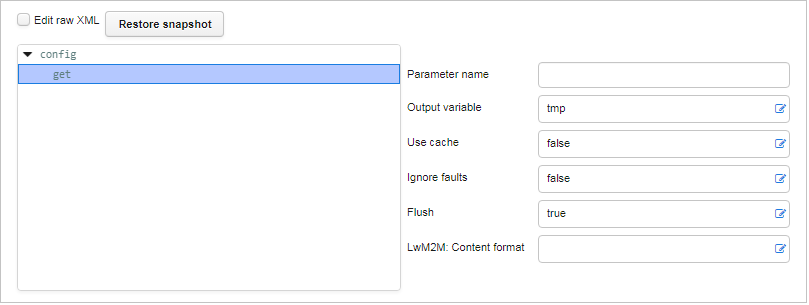 Edit raw XML Restore snapshot
config
get
Parameter name
Output variable tmp
Use cache false
Ignore faults false
Flush true
LwM2M: Content format